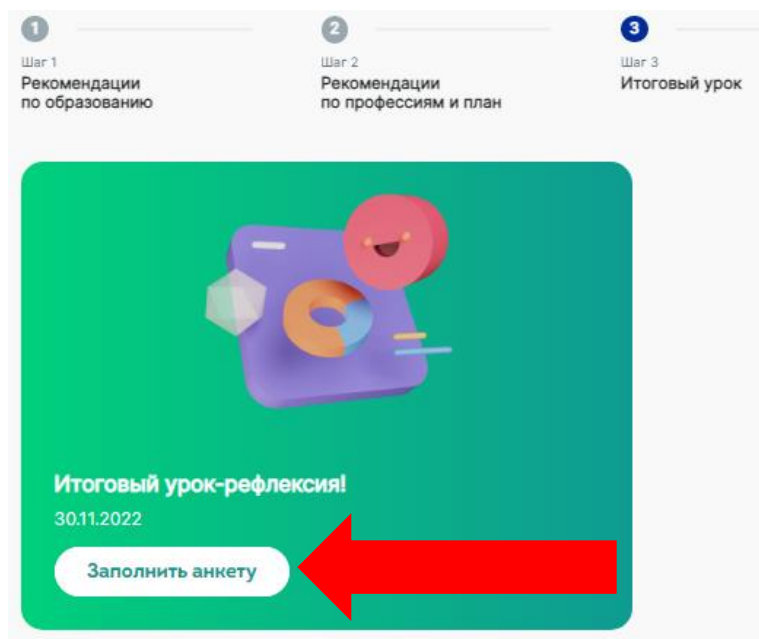 1
Шаг 1
Рекомендации
по образованию
2
Шаг 2
Рекомендации
по профессиям и план
3
Шаг 3
Итоговый урок
Итоговый урок-рефлексия!
30.11.2022
Заполнить анкету